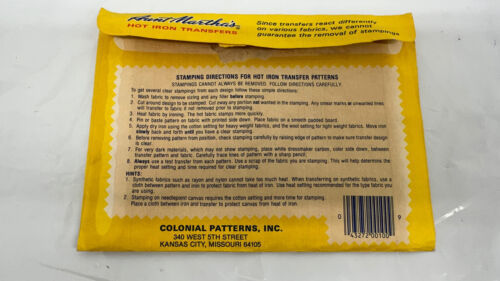 Aunt Martha's
HOT IRON TRANSFERS
Since transfers react differently
on various fabrics, we cannot
guarantee the removal of stampings
STAMPING DIRECTIONS FOR HOT IRON TRANSFER PATTERNS
STAMPINGS CANNOT ALWAYS BE REMOVED. FOLLOW DIRECTIONS CAREFULLY.
To get several clear stampings from each design follow these simple directions:
1. Wash fabric to remove sizing and any filler before stamping.
2. Cut around design to be stamped. Cut away any portion not wanted in the stamping. Any smear marks or unwanted lines
will transfer to fabric if not removed prior to stamping.
3. Heat fabric by ironing. The hot fabric stamps more quickly.
4. Pin or baste pattern on fabric with printed side down. Place fabric on a smooth padded board.
5. Apply dry iron using the cotton setting for heavy weight fabrics, and the wool setting for light weight fabrics. Move iron
slowly back and forth until you have a clear stamping.
6. Before removing pattern from position, check stamping carefully by raising edge of pattern to make sure transfer design
is clear.
7. For very dark materials, which may not show stamping, place white dressmaker carbon, color side down, between
transfer pattern and fabric. Carefully trace lines of pattern with a sharp pencil.
8. Always use a test transfer from each pattern. Use a scrap of the fabric you are stamping. This will help determine the
proper heat setting and time required for clear stamping.
HINTS:
1. Synthetic fabrics such as rayon and nylon cannot take too much heat. When transferring on synthetic fabrics, use a
cloth between pattern and iron to protect fabric from heat of iron. Use heat setting recommended for the type fabric you
are using.
2. Stamping on needlepoint canvas requires the cotton setting and more time for stamping.
Place a cloth between iron and transfer to protect canvas from heat of iron.
0 43272 00100 9
COLONIAL PATTERNS, INC.
340 WEST 5TH STREET
KANSAS CITY, MISSOURI 64105